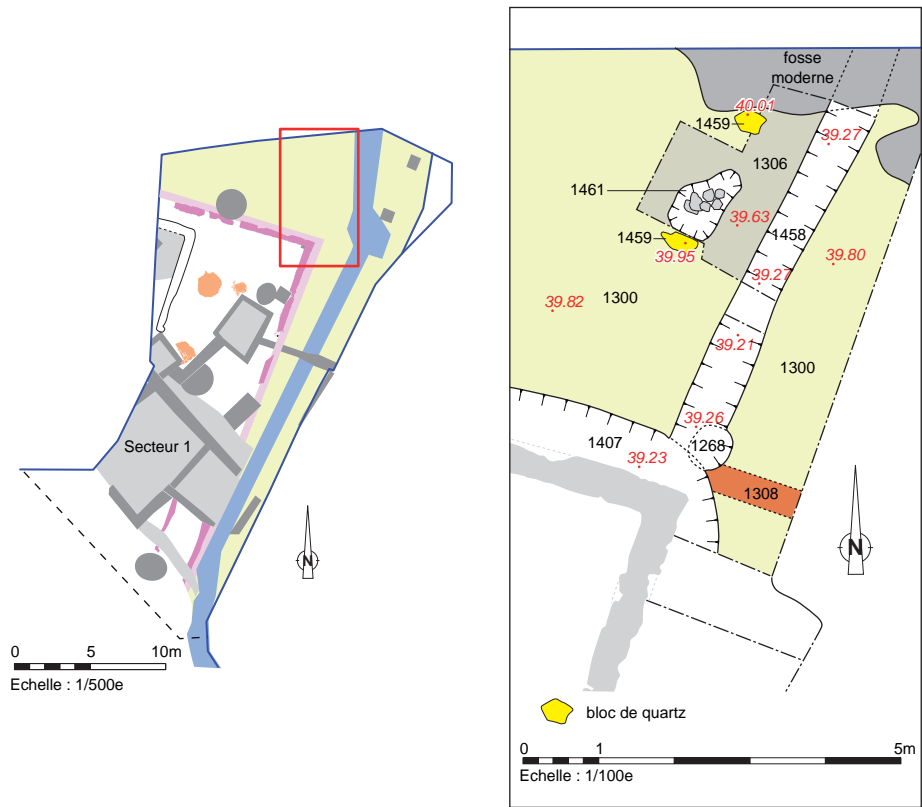 Secteur 1
N
0 5 10m
Echelle : 1/500e
fosse
moderne
40.01
1459
39.27
1306
1461
39.63
1458
1459
39.95
39.80
39.27
39.82
1300
39.21
1300
39.26
1407
1268
39.23
1308
N
bloc de quartz
0 1 5m
Echelle : 1/100e